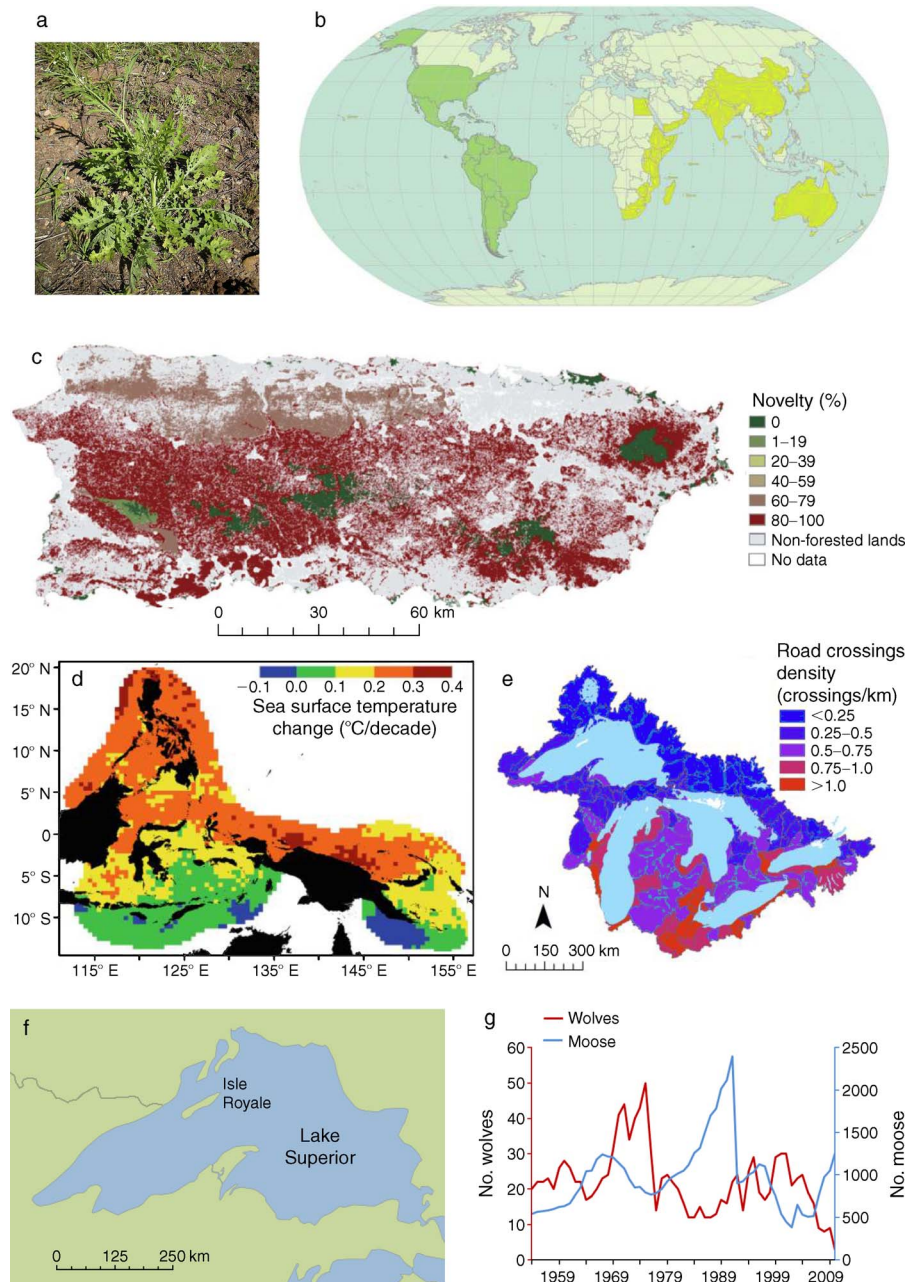 a
b
c
Novelty (%)
0
1–19
20–39
40–59
60–79
80–100
Non-forested lands
No data
0 30 60 km
20° N
15° N
10° N
5° N
0
5° S
10° S
115° E 125° E 135° E 145° E 155° E
d
−0.1 0.0 0.1 0.2 0.3 0.4
Sea surface temperature
change (°C/decade)
e
Road crossings
density
(crossings/km)
<0.25
0.25–0.5
0.5–0.75
0.75–1.0
>1.0
N
0 150 300 km
f
Isle
Royale
Lake
Superior
0 125 250 km
g
Wolves
Moose
No. wolves
60
50
40
30
20
10
0
No. moose
2500
2000
1500
1000
500
0
1959 1969 1979 1989 1999 2009